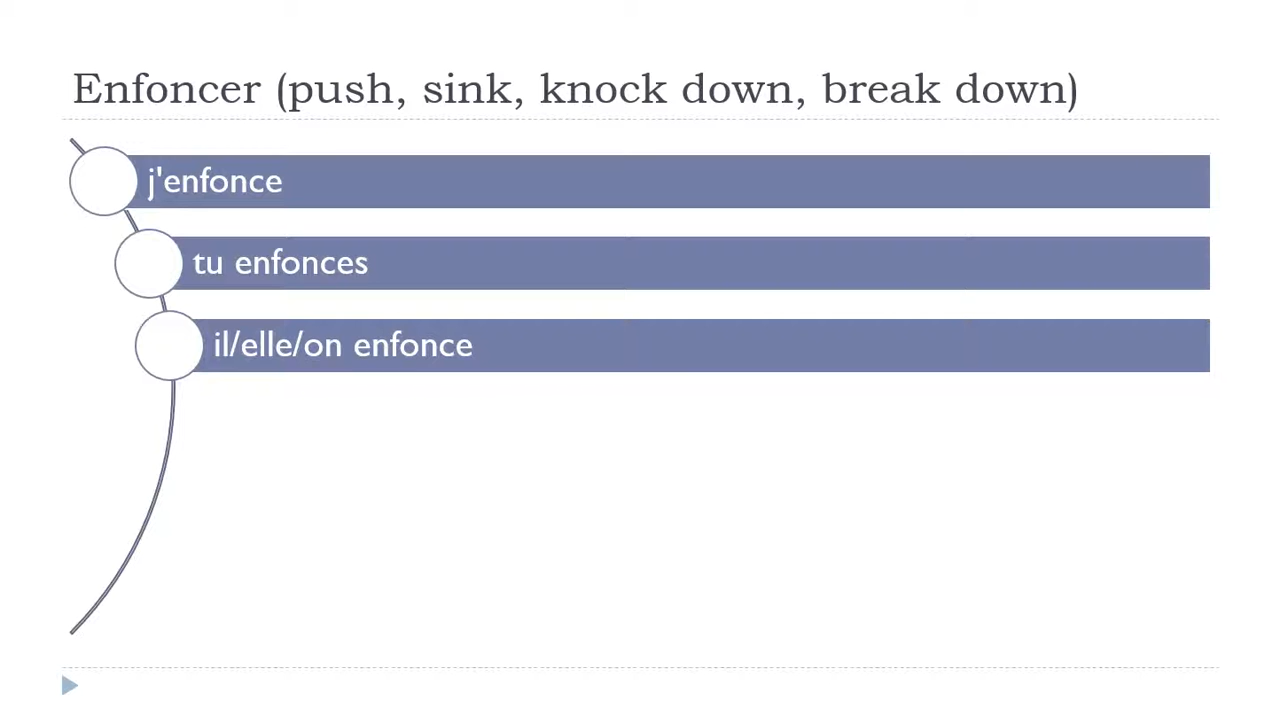 Enfoncer (push, sink, knock down, break down)
j'enfonce
tu enfonces
il/elle/on enfonce